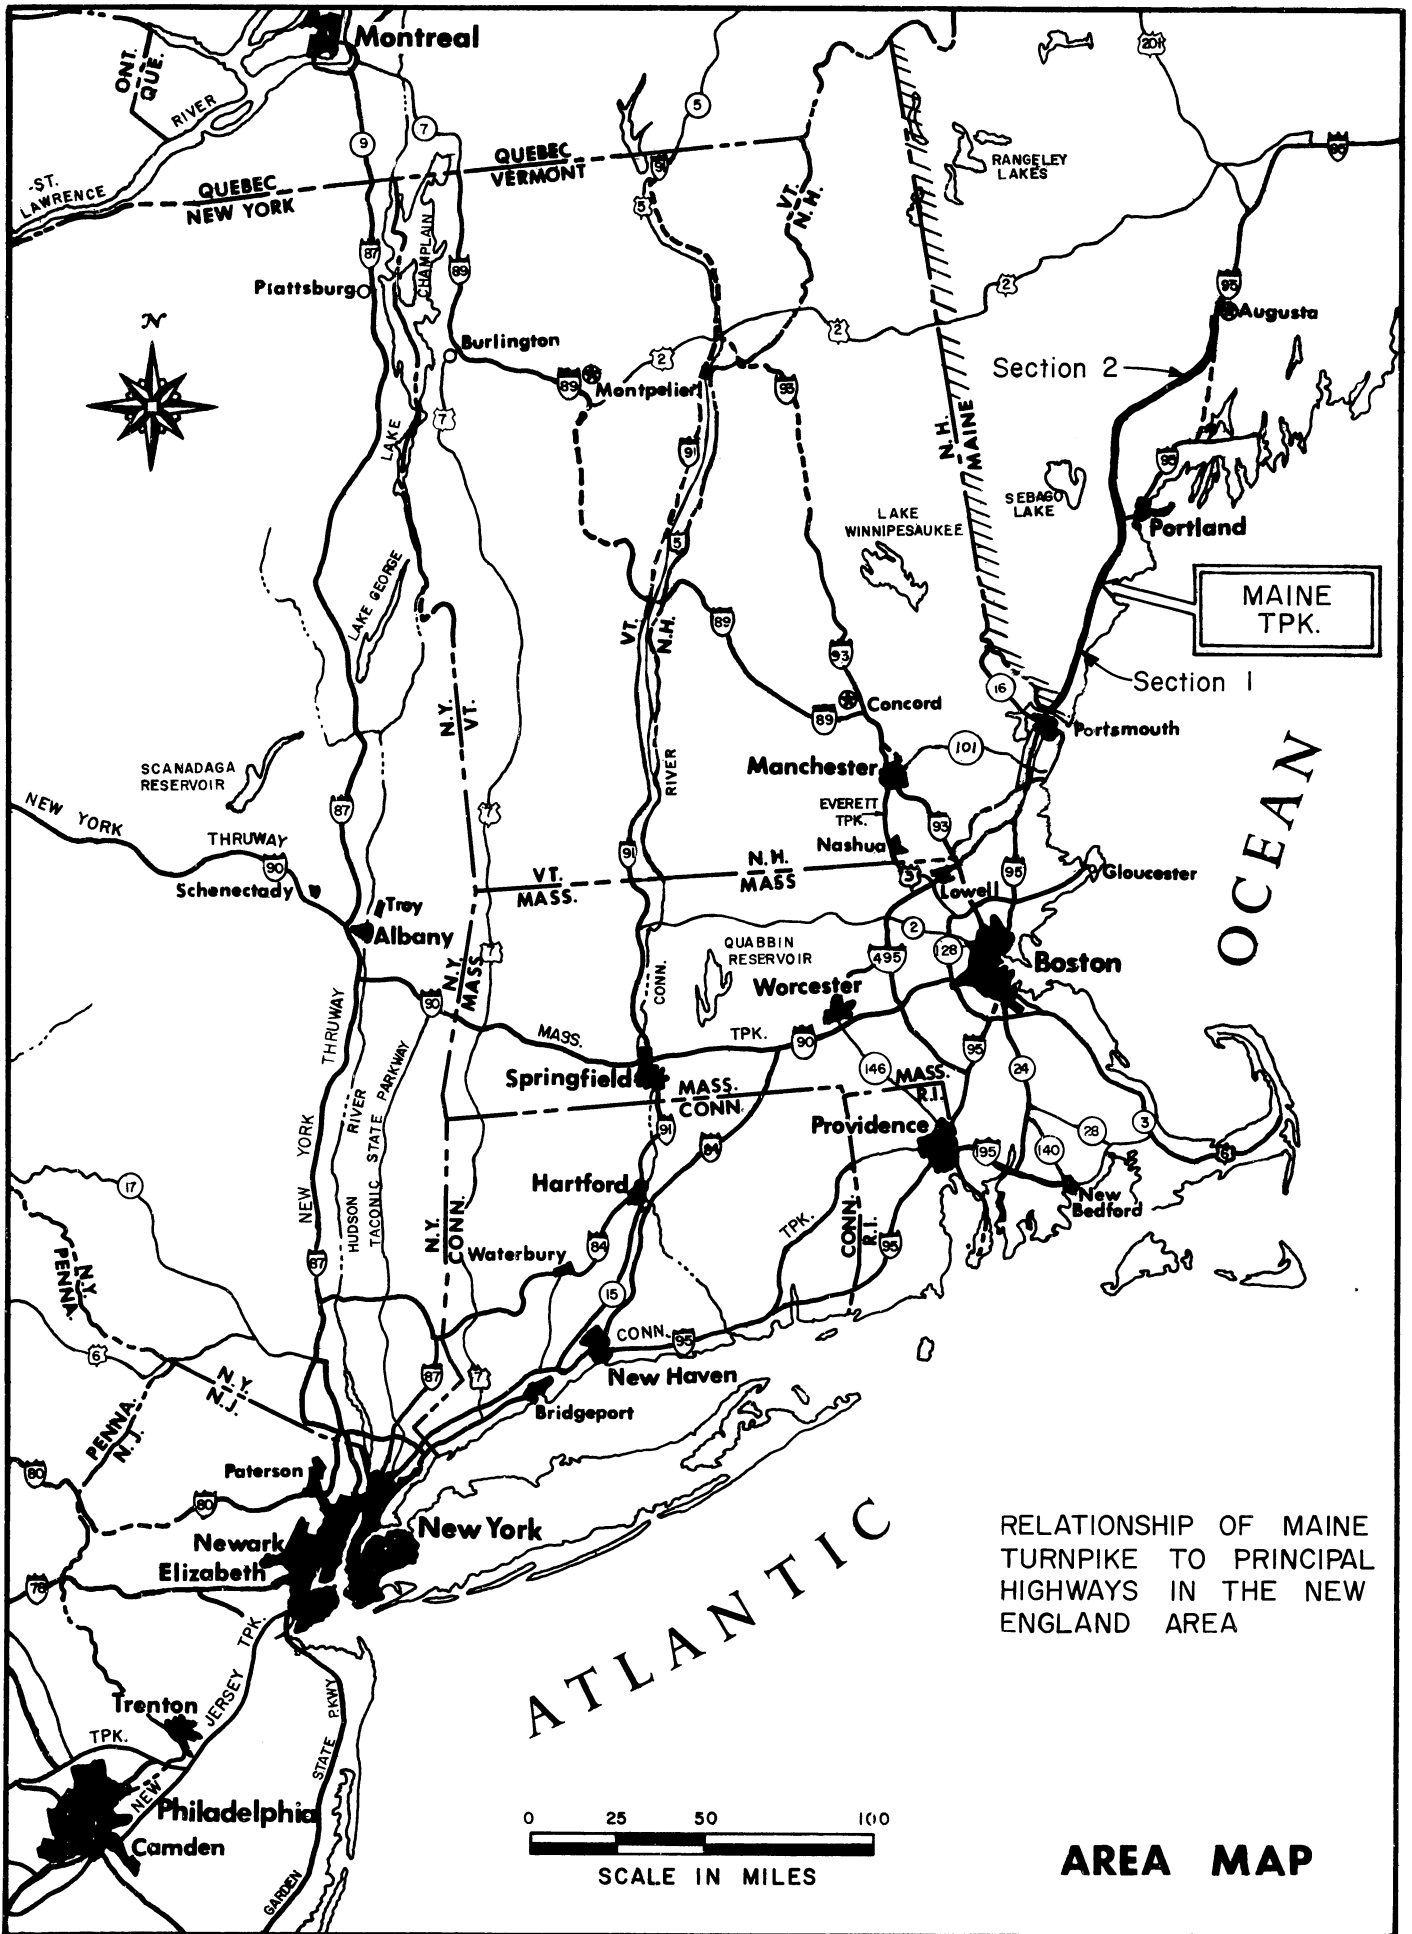 Montreal
ONT.
QUE.
RIVER
ST.
LAWRENCE
9
7
5
201
QUEBEC
VERMONT
QUEBEC
NEW YORK
91
5
VT.
N.H.
RANGELEY
LAKES
95
87
89
CHAMPLAIN
Plattsburg
N
Burlington
2
2
2
95
Augusta
Section 2
89
Montpelier
93
7
LAKE
91
N.H.
MAINE
95
SEBAGO
LAKE
LAKE
WINNIPESAUKEE
Portland
5
LAKE GEORGE
MAINE
TPK.
VT.
N.H.
89
93
16
Section 1
N.Y.
VT.
Concord
89
Portsmouth
101
Manchester
SCANADAGA
RESERVOIR
RIVER
OCEAN
NEW YORK
THRUWAY
90
87
7
EVERETT
TPK.
93
Nashua
91
N.H.
MASS
VT.
MASS.
3
95
Gloucester
Lowell
Schenectady
Troy
Albany
2
128
495
7
QUABBIN
RESERVOIR
Boston
N.Y.
MASS.
CONN.
Worcester
90
THRUWAY
MASS.
TPK.
90
95
24
146
Springfield
MASS.
CONN.
MASS.
R.I.
HUDSON
RIVER
TACONIC STATE PARKWAY
91
84
Providence
195
140
28
3
6
New
Bedford
17
NEW YORK
Hartford
TPK.
CONN.
R.I.
95
N.Y.
CONN.
Waterbury
84
87
N.Y.
PENNA.
15
CONN.
95
6
87
7
New Haven
N.Y.
N.J.
Bridgeport
PENNA.
N.J.
80
Paterson
80
New York
Newark
Elizabeth
78
ATLANTIC
RELATIONSHIP OF MAINE
TURNPIKE TO PRINCIPAL
HIGHWAYS IN THE NEW
ENGLAND AREA
NEW
JERSEY
TPK.
Trenton
TPK.
GARDEN
STATE
PKWY
Philadelphia
Camden
0 25 50 100
SCALE IN MILES
AREA MAP